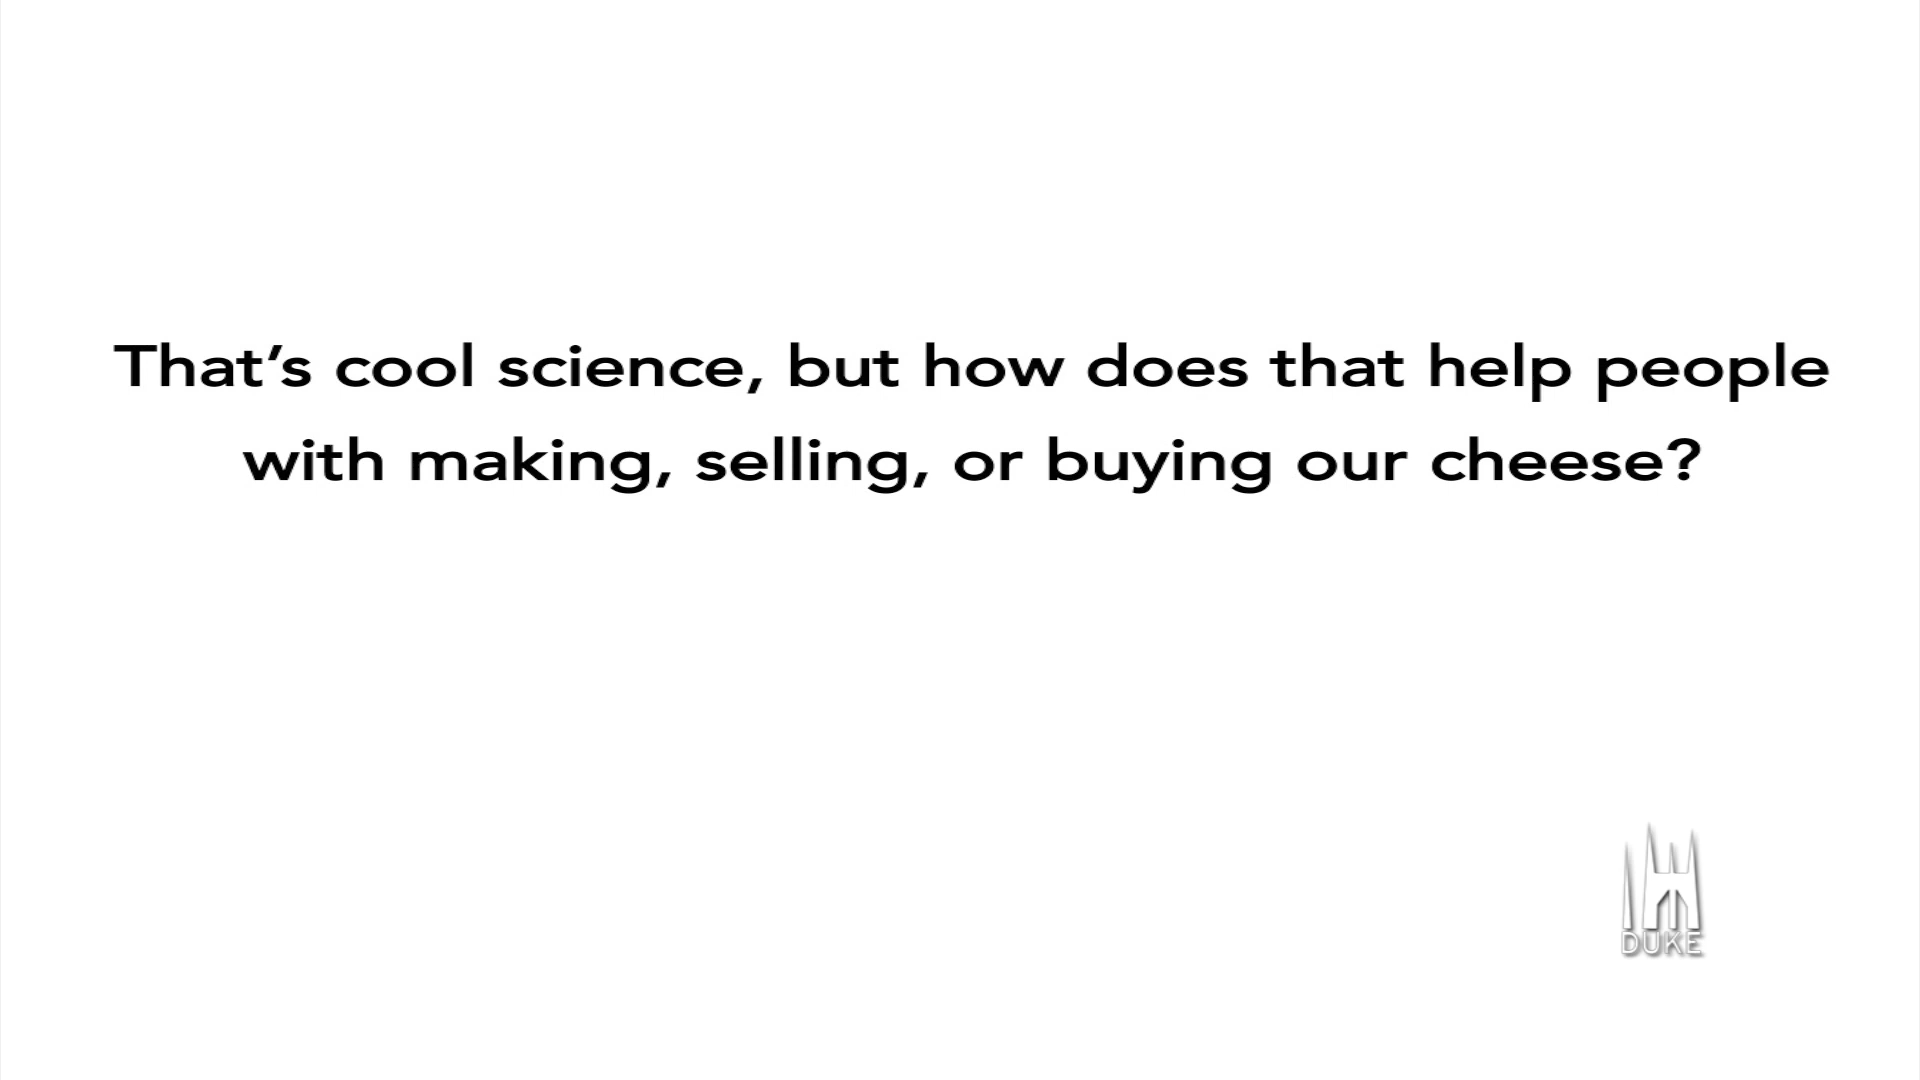 That’s cool science, but how does that help people
with making, selling, or buying our cheese?
DUKE